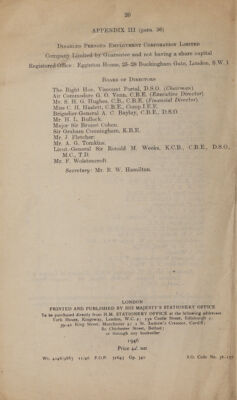 20
APPENDIX III (para. 36)
DISABLED PERSONS EMPLOYMENT CORPORATION LIMITED
Company Limited by Guarantee and not having a share capital
Registered Office: Egginton House, 25-28 Buckingham Gate, London, S.W.1
BOARD OF DIRECTORS
The Right Hon. Viscount Portal, D.S.O. (Chairman)
Air Commodore G. O. Venn, C.B.E. (Executive Director)
Mr. S. H. G. Hughes, C.B., C.B.E. (Financial Director)
Miss C. H. Haslett, C.B.E., Comp.I.E.E.
Brigadier-General A. C. Bayley, C.B.E., D.S.O.
Mr. H. L. Bullock.
Major Sir Brunel Cohen.
Sir Graham Cunningham, K.B.E.
Mr. J. Fletcher.
Mr. A. G. Tomkins.
Lieut.-General Sir Ronald M. Weeks, K.C.B., C.B.E., D.S.O.,
M.C., T.D.
Mr. F. Wolstencroft.
Secretary: Mr. R. W. Hamilton.
LONDON
PRINTED AND PUBLISHED BY HIS MAJESTY'S STATIONERY OFFICE
To be purchased directly from H.M. STATIONERY OFFICE at the following addresses
York House, Kingsway, London, W.C.2; 13a Castle Street, Edinburgh 2;
39-41 King Street, Manchester 2; 1 St. Andrew's Crescent, Cardiff;
80 Chichester Street, Belfast;
or through any bookseller
1946
Price 4d. net
S.O. Code No.